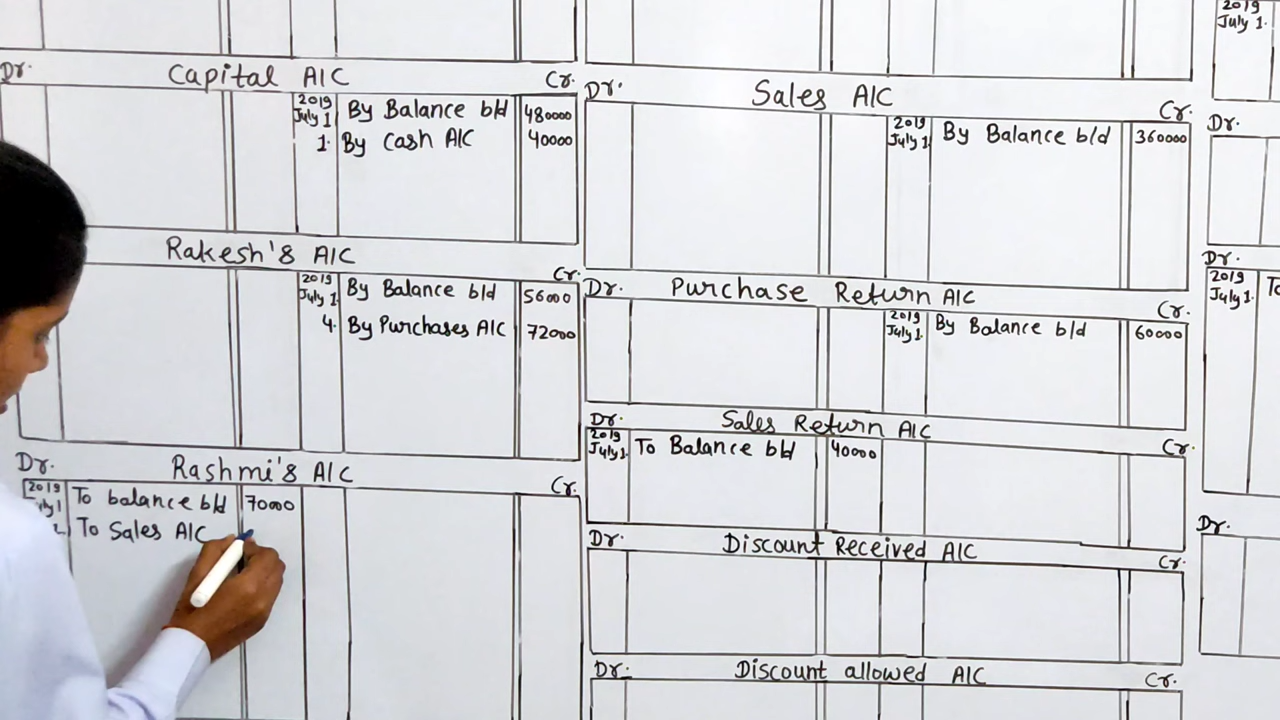 Dr. Capital A/C Cr.
2019
July 1 By Balance b/d 480000
1. By Cash A/C 40000
Rakesh's A/C Cr.
2019
July 1 By Balance b/d 56000
4. By Purchases A/C 72000
Dr. Rashmi's A/C Cr.
2019
July 1 To balance b/d 70000
To Sales A/C
Dr. Sales A/C Cr.
2019
July 1 By Balance b/d 360000
Dr. Purchase Return A/C Cr.
2019
July 1 By Balance b/d 60000
Dr. Sales Return A/C Cr.
2019
July 1 To Balance b/d 40000
Dr. Discount Received A/C Cr.
Dr. Discount allowed A/C Cr.
2019
July 1.
Dr.
Dr.
2019
July 1. To
Dr.